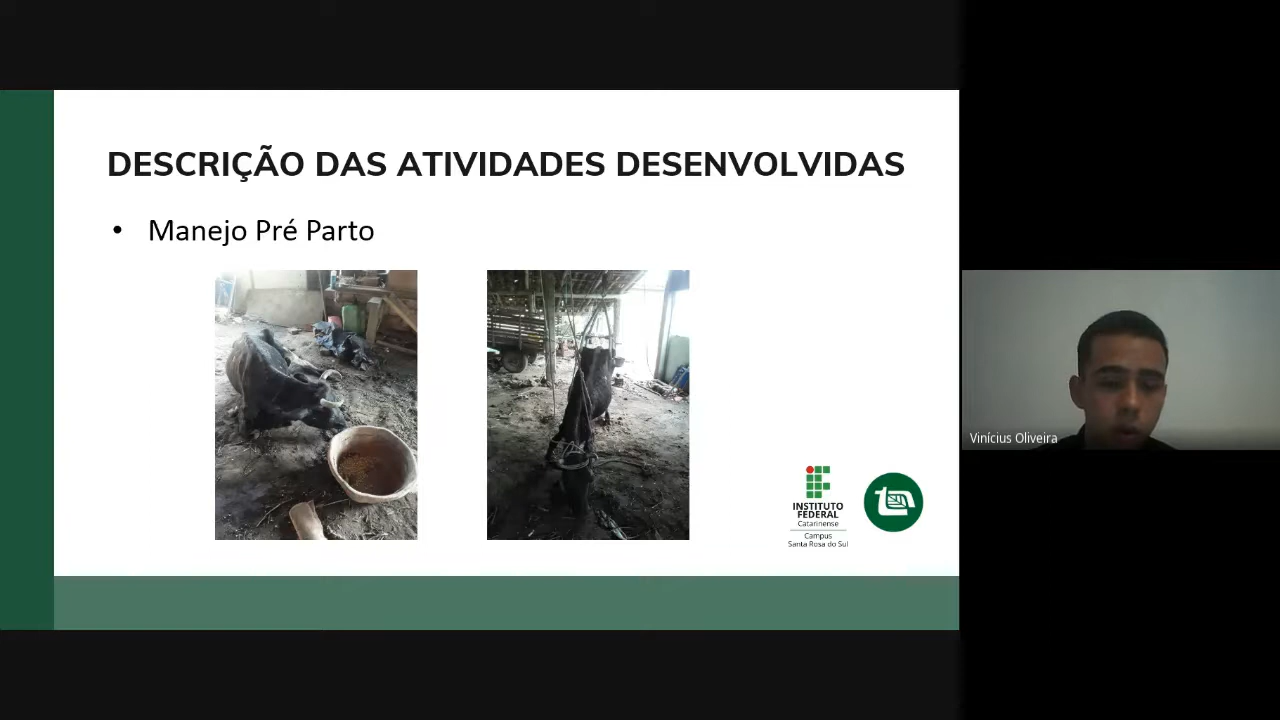 DESCRIÇÃO DAS ATIVIDADES DESENVOLVIDAS
• Manejo Pré Parto
INSTITUTO
FEDERAL
Catarinense
Campus
Santa Rosa do Sul
Vinícius Oliveira